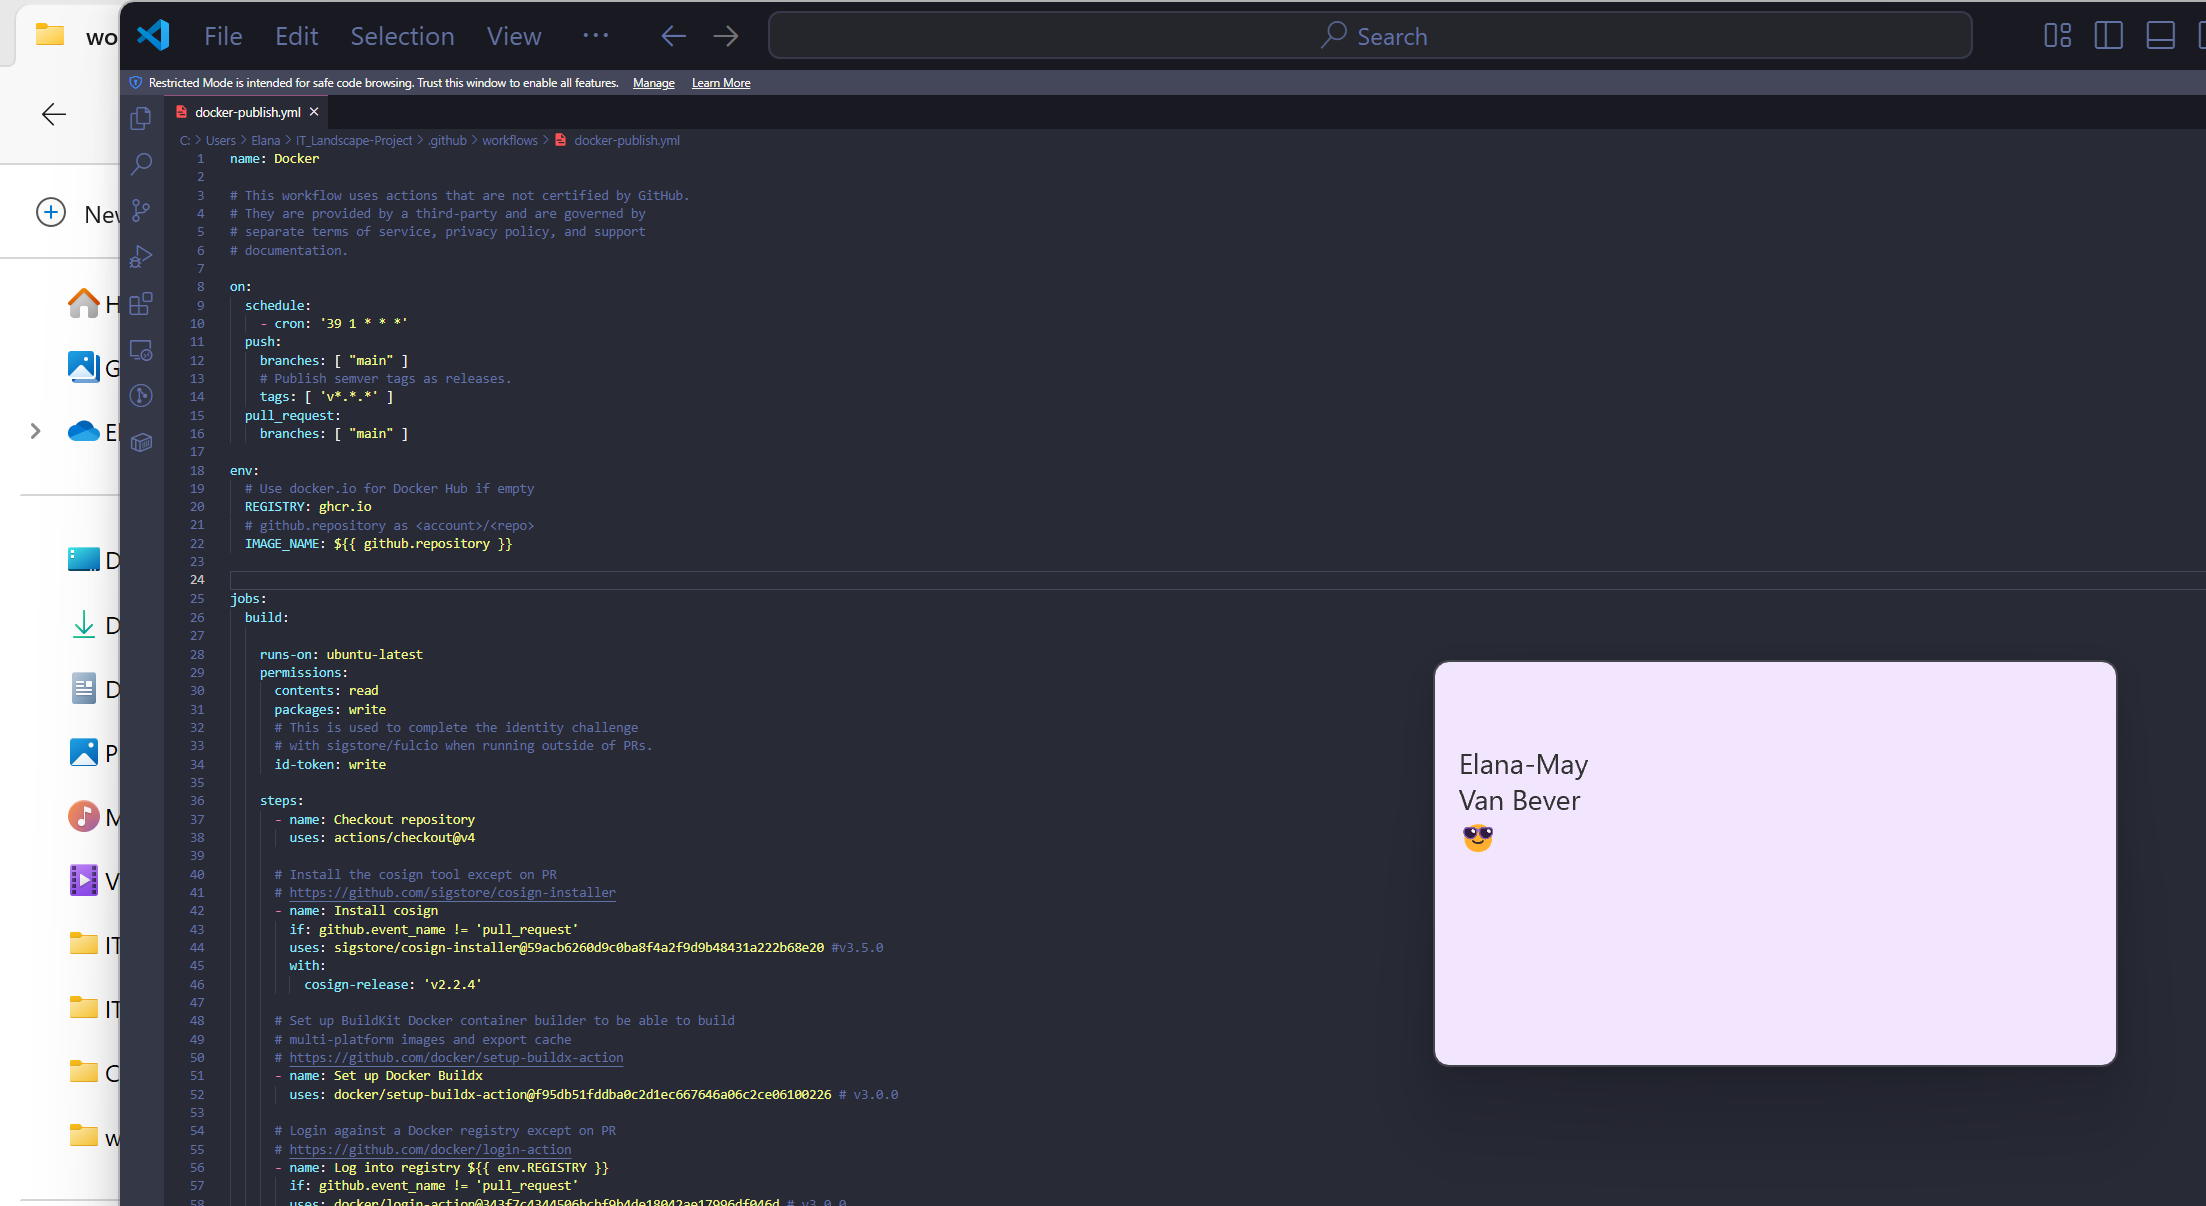 wo
File Edit Selection View ··· Search
Restricted Mode is intended for safe code browsing. Trust this window to enable all features. Manage Learn More
docker-publish.yml
C: > Users > Elana > IT_Landscape-Project > .github > workflows > docker-publish.yml
1 name: Docker
2
3 # This workflow uses actions that are not certified by GitHub.
4 # They are provided by a third-party and are governed by
5 # separate terms of service, privacy policy, and support
6 # documentation.
7
8 on:
9   schedule:
10     - cron: '39 1 * * *'
11   push:
12     branches: [ "main" ]
13     # Publish semver tags as releases.
14     tags: [ 'v*.*.*' ]
15   pull_request:
16     branches: [ "main" ]
17
18 env:
19   # Use docker.io for Docker Hub if empty
20   REGISTRY: ghcr.io
21   # github.repository as <account>/<repo>
22   IMAGE_NAME: ${{ github.repository }}
23
24
25 jobs:
26   build:
27
28     runs-on: ubuntu-latest
29     permissions:
30       contents: read
31       packages: write
32       # This is used to complete the identity challenge
33       # with sigstore/fulcio when running outside of PRs.
34       id-token: write
35
36     steps:
37       - name: Checkout repository
38         uses: actions/checkout@v4
39
40       # Install the cosign tool except on PR
41       # https://github.com/sigstore/cosign-installer
42       - name: Install cosign
43         if: github.event_name != 'pull_request'
44         uses: sigstore/cosign-installer@59acb6260d9c0ba8f4a2f9d9b48431a222b68e20 #v3.5.0
45         with:
46           cosign-release: 'v2.2.4'
47
48       # Set up BuildKit Docker container builder to be able to build
49       # multi-platform images and export cache
50       # https://github.com/docker/setup-buildx-action
51       - name: Set up Docker Buildx
52         uses: docker/setup-buildx-action@f95db51fddba0c2d1ec667646a06c2ce06100226 # v3.0.0
53
54       # Login against a Docker registry except on PR
55       # https://github.com/docker/login-action
56       - name: Log into registry ${{ env.REGISTRY }}
57         if: github.event_name != 'pull_request'
58         uses: docker/login-action@343f7c4344506bcbf9b4de18042ae17996df046d # v3.0.0
New
H
G
El
D
D
D
P
M
V
IT
IT
C
w
Elana-May
Van Bever
😎